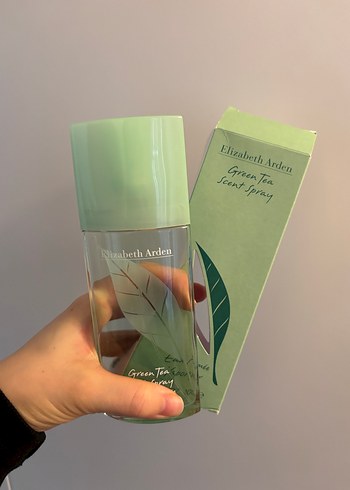 Elizabeth Arden
Green Tea
Scent Spray
Elizabeth Arden
Green Tea
Spray